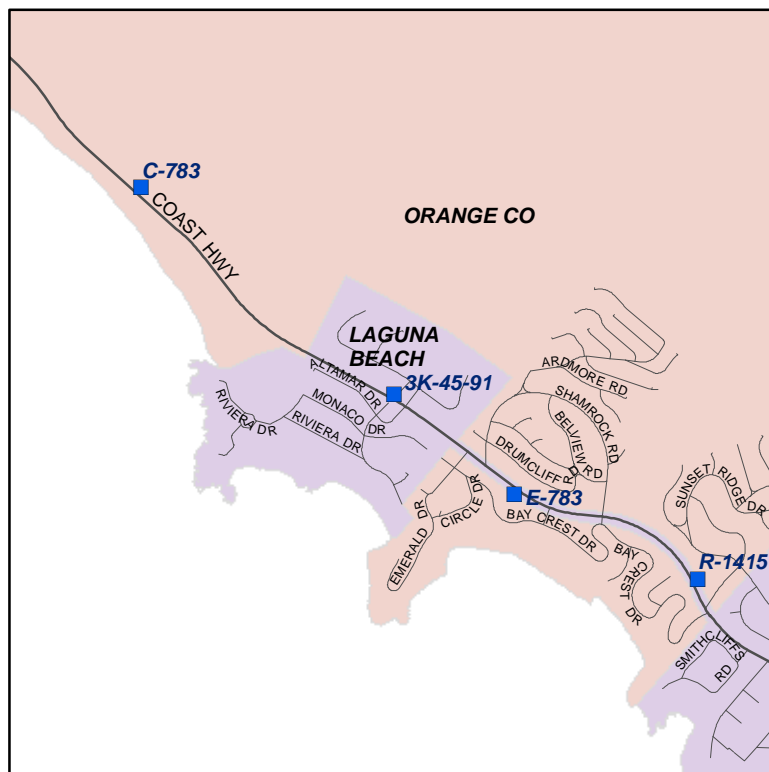 C-783
COAST HWY
ORANGE CO
LAGUNA
BEACH
ALTAMAR DR
3K-45-91
ARDMORE RD
SHAMROCK RD
BELVIEW RD
MONACO DR
RIVIERA DR
RIVIERA DR
DRUMCLIFF RD
E-783
SUNSET RIDGE DR
EMERALD DR
CIRCLE DR
BAY CREST DR
BAY CREST DR
R-1415
SMITHCLIFFS RD